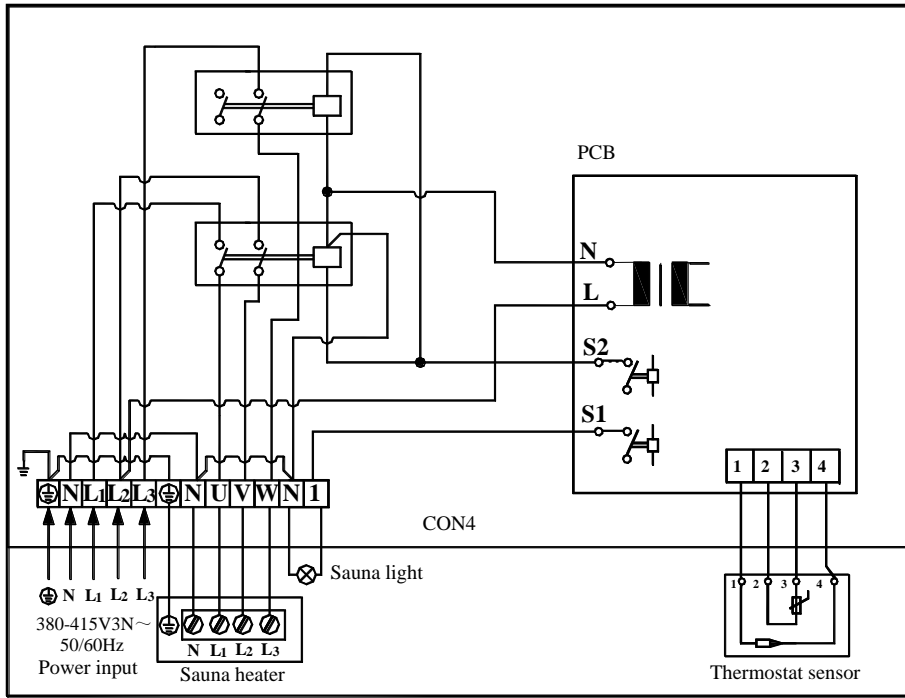 PCB
N
L
S2
S1
1 2 3 4
N L1 L2 L3 N U V W N 1
CON4
1 2 3 4
Sauna light
N L1 L2 L3
380-415V3N~
50/60Hz
Power input
N L1 L2 L3
Sauna heater
Thermostat sensor